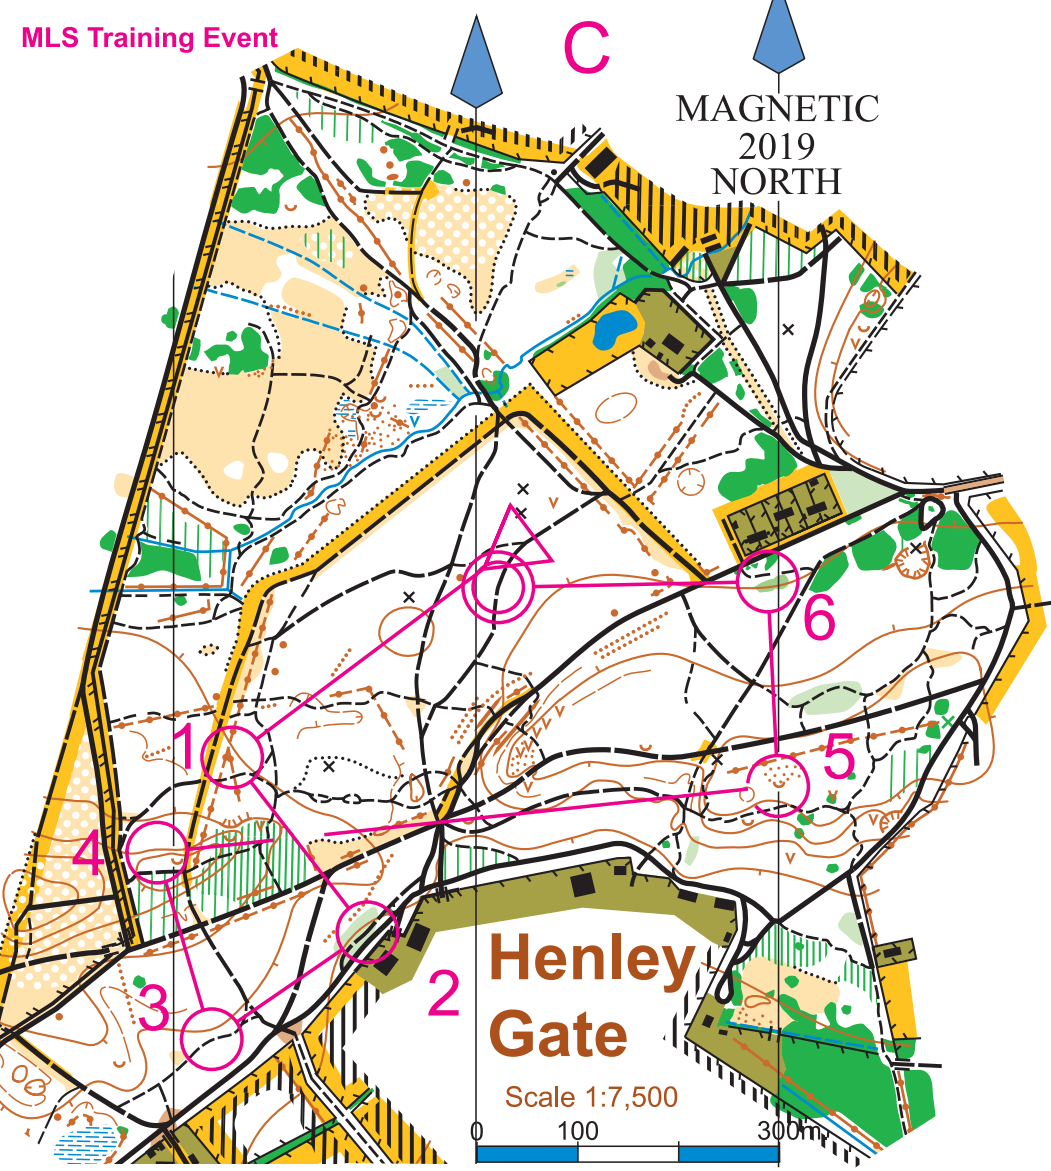 MLS Training Event
C
MAGNETIC
2019
NORTH
6
1
5
4
2
3
Henley
Gate
Scale 1:7,500
0 100 300m